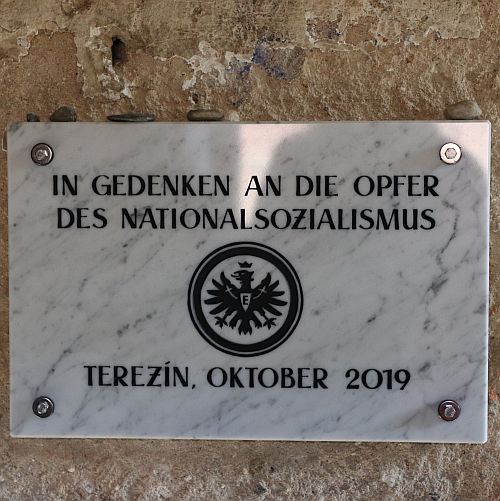 IN GEDENKEN AN DIE OPFER
DES NATIONALSOZIALISMUS
E
TEREZÍN, OKTOBER 2019